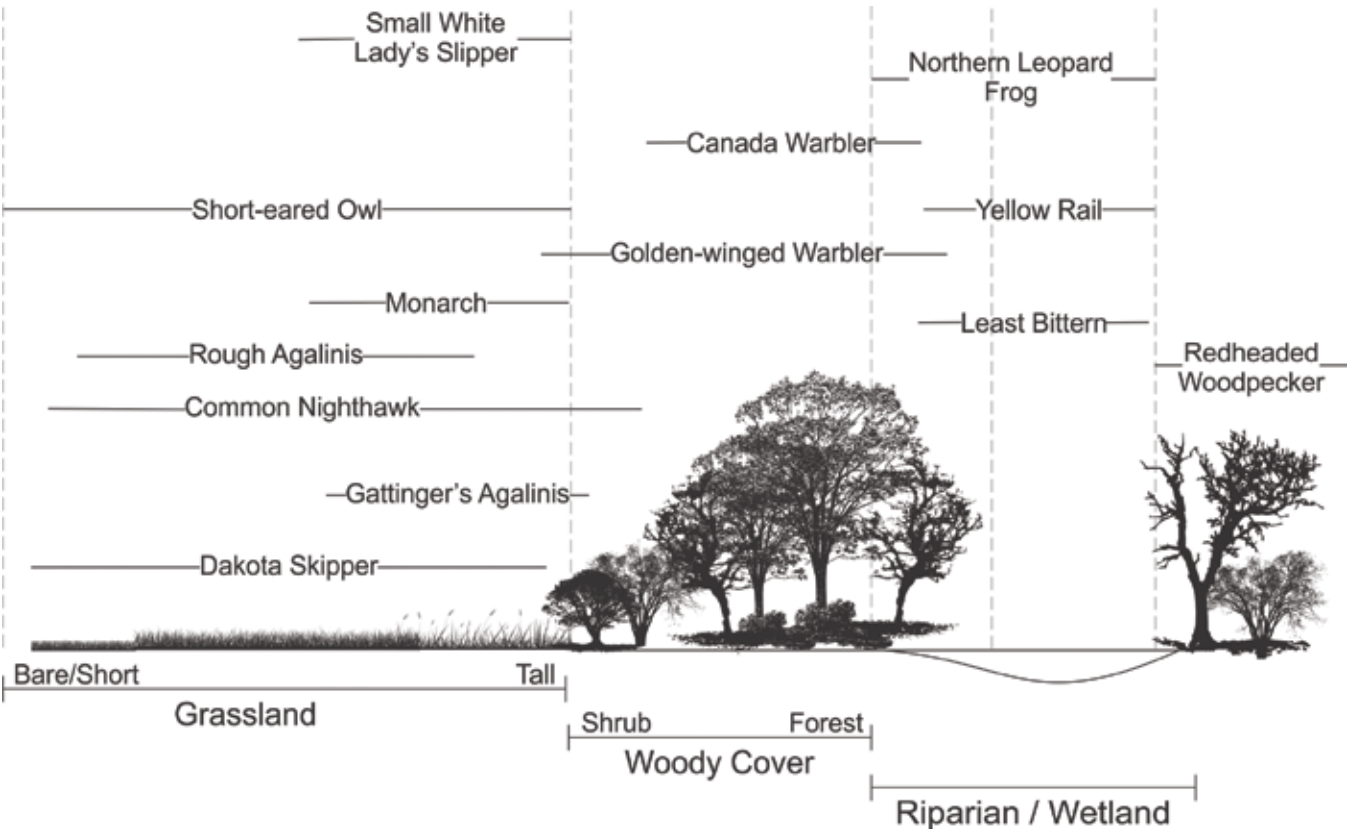 Small White
Lady's Slipper
Northern Leopard
Frog
Canada Warbler
Short-eared Owl
Yellow Rail
Golden-winged Warbler
Monarch
Least Bittern
Rough Agalinis
Redheaded
Woodpecker
Common Nighthawk
Gattinger's Agalinis
Dakota Skipper
Bare/Short
Tall
Grassland
Shrub
Forest
Woody Cover
Riparian / Wetland